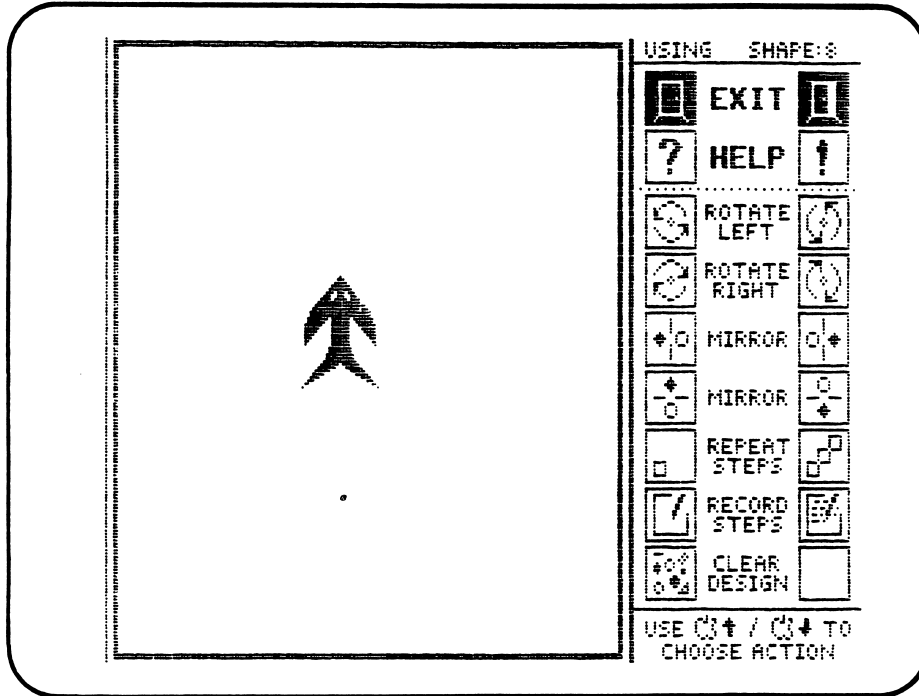 USING SHAPE:8
EXIT
? HELP !
ROTATE
LEFT
ROTATE
RIGHT
MIRROR
MIRROR
REPEAT
STEPS
RECORD
STEPS
CLEAR
DESIGN
USE ↑ / ↓ TO
CHOOSE ACTION